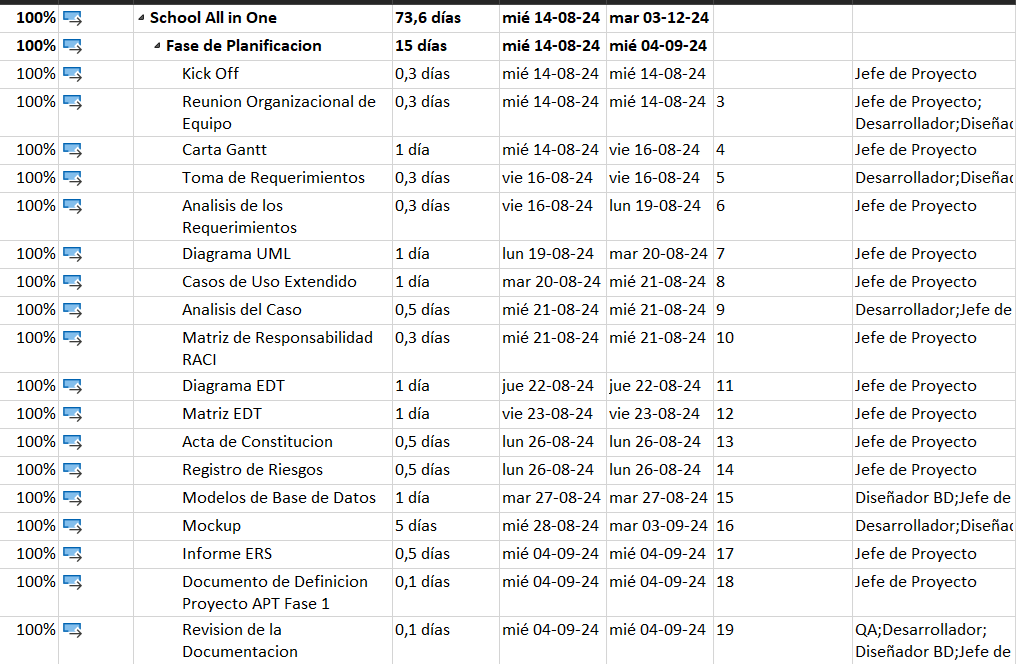 100% School All in One 73,6 días mié 14-08-24 mar 03-12-24
100% Fase de Planificacion 15 días mié 14-08-24 mié 04-09-24
100% Kick Off 0,3 días mié 14-08-24 mié 14-08-24 Jefe de Proyecto
100% Reunion Organizacional de 0,3 días mié 14-08-24 mié 14-08-24 3 Jefe de Proyecto;
Equipo Desarrollador;Diseñad
100% Carta Gantt 1 día mié 14-08-24 vie 16-08-24 4 Jefe de Proyecto
100% Toma de Requerimientos 0,3 días vie 16-08-24 vie 16-08-24 5 Desarrollador;Diseñad
100% Analisis de los 0,3 días vie 16-08-24 lun 19-08-24 6 Jefe de Proyecto
Requerimientos
100% Diagrama UML 1 día lun 19-08-24 mar 20-08-24 7 Jefe de Proyecto
100% Casos de Uso Extendido 1 día mar 20-08-24 mié 21-08-24 8 Jefe de Proyecto
100% Analisis del Caso 0,5 días mié 21-08-24 mié 21-08-24 9 Desarrollador;Jefe de
100% Matriz de Responsabilidad 0,3 días mié 21-08-24 mié 21-08-24 10 Jefe de Proyecto
RACI
100% Diagrama EDT 1 día jue 22-08-24 jue 22-08-24 11 Jefe de Proyecto
100% Matriz EDT 1 día vie 23-08-24 vie 23-08-24 12 Jefe de Proyecto
100% Acta de Constitucion 0,5 días lun 26-08-24 lun 26-08-24 13 Jefe de Proyecto
100% Registro de Riesgos 0,5 días lun 26-08-24 lun 26-08-24 14 Jefe de Proyecto
100% Modelos de Base de Datos 1 día mar 27-08-24 mar 27-08-24 15 Diseñador BD;Jefe de
100% Mockup 5 días mié 28-08-24 mar 03-09-24 16 Desarrollador;Diseñad
100% Informe ERS 0,5 días mié 04-09-24 mié 04-09-24 17 Jefe de Proyecto
100% Documento de Definicion 0,1 días mié 04-09-24 mié 04-09-24 18 Jefe de Proyecto
Proyecto APT Fase 1
100% Revision de la 0,1 días mié 04-09-24 mié 04-09-24 19 QA;Desarrollador;
Documentacion Diseñador BD;Jefe de